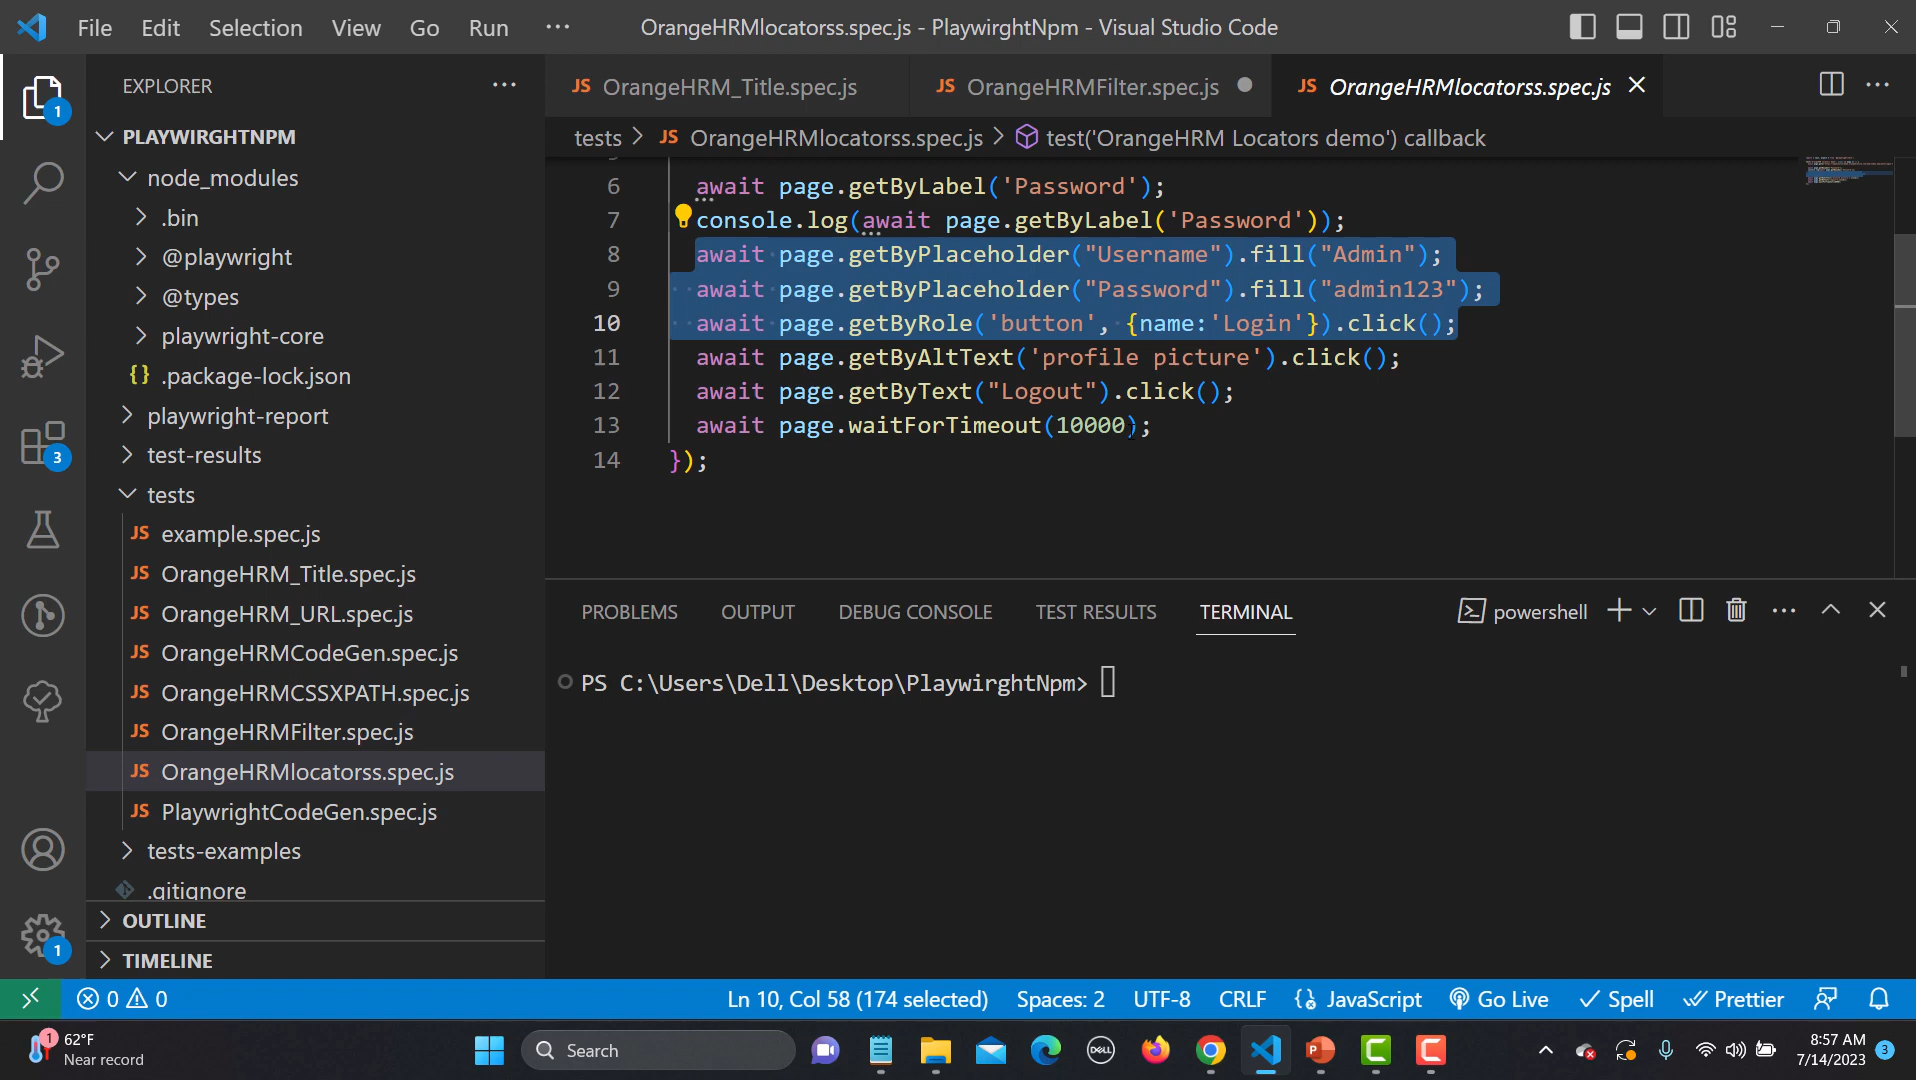 File Edit Selection View Go Run ··· OrangeHRMlocatorss.spec.js - PlaywirghtNpm - Visual Studio Code
EXPLORER ···
JS OrangeHRM_Title.spec.js JS OrangeHRMFilter.spec.js JS OrangeHRMlocatorss.spec.js ···
tests > JS OrangeHRMlocatorss.spec.js > test('OrangeHRM Locators demo') callback
1
PLAYWIRGHTNPM
node_modules
.bin
@playwright
@types
playwright-core
{} .package-lock.json
playwright-report
test-results
tests
JS example.spec.js
JS OrangeHRM_Title.spec.js
JS OrangeHRM_URL.spec.js
JS OrangeHRMCodeGen.spec.js
JS OrangeHRMCSSXPATH.spec.js
JS OrangeHRMFilter.spec.js
JS OrangeHRMlocatorss.spec.js
JS PlaywrightCodeGen.spec.js
tests-examples
.gitignore
OUTLINE
TIMELINE
3
1
6 await page.getByLabel('Password');
7 console.log(await page.getByLabel('Password'));
8 await page.getByPlaceholder("Username").fill("Admin");
9 await page.getByPlaceholder("Password").fill("admin123");
10 await page.getByRole('button', {name:'Login'}).click();
11 await page.getByAltText('profile picture').click();
12 await page.getByText("Logout").click();
13 await page.waitForTimeout(10000);
14 });
PROBLEMS OUTPUT DEBUG CONSOLE TEST RESULTS TERMINAL powershell ···
PS C:\Users\Dell\Desktop\PlaywirghtNpm>
0 0 Ln 10, Col 58 (174 selected) Spaces: 2 UTF-8 CRLF {} JavaScript Go Live Spell Prettier
1 62°F
Near record
Search
DELL
8:57 AM
7/14/2023
3